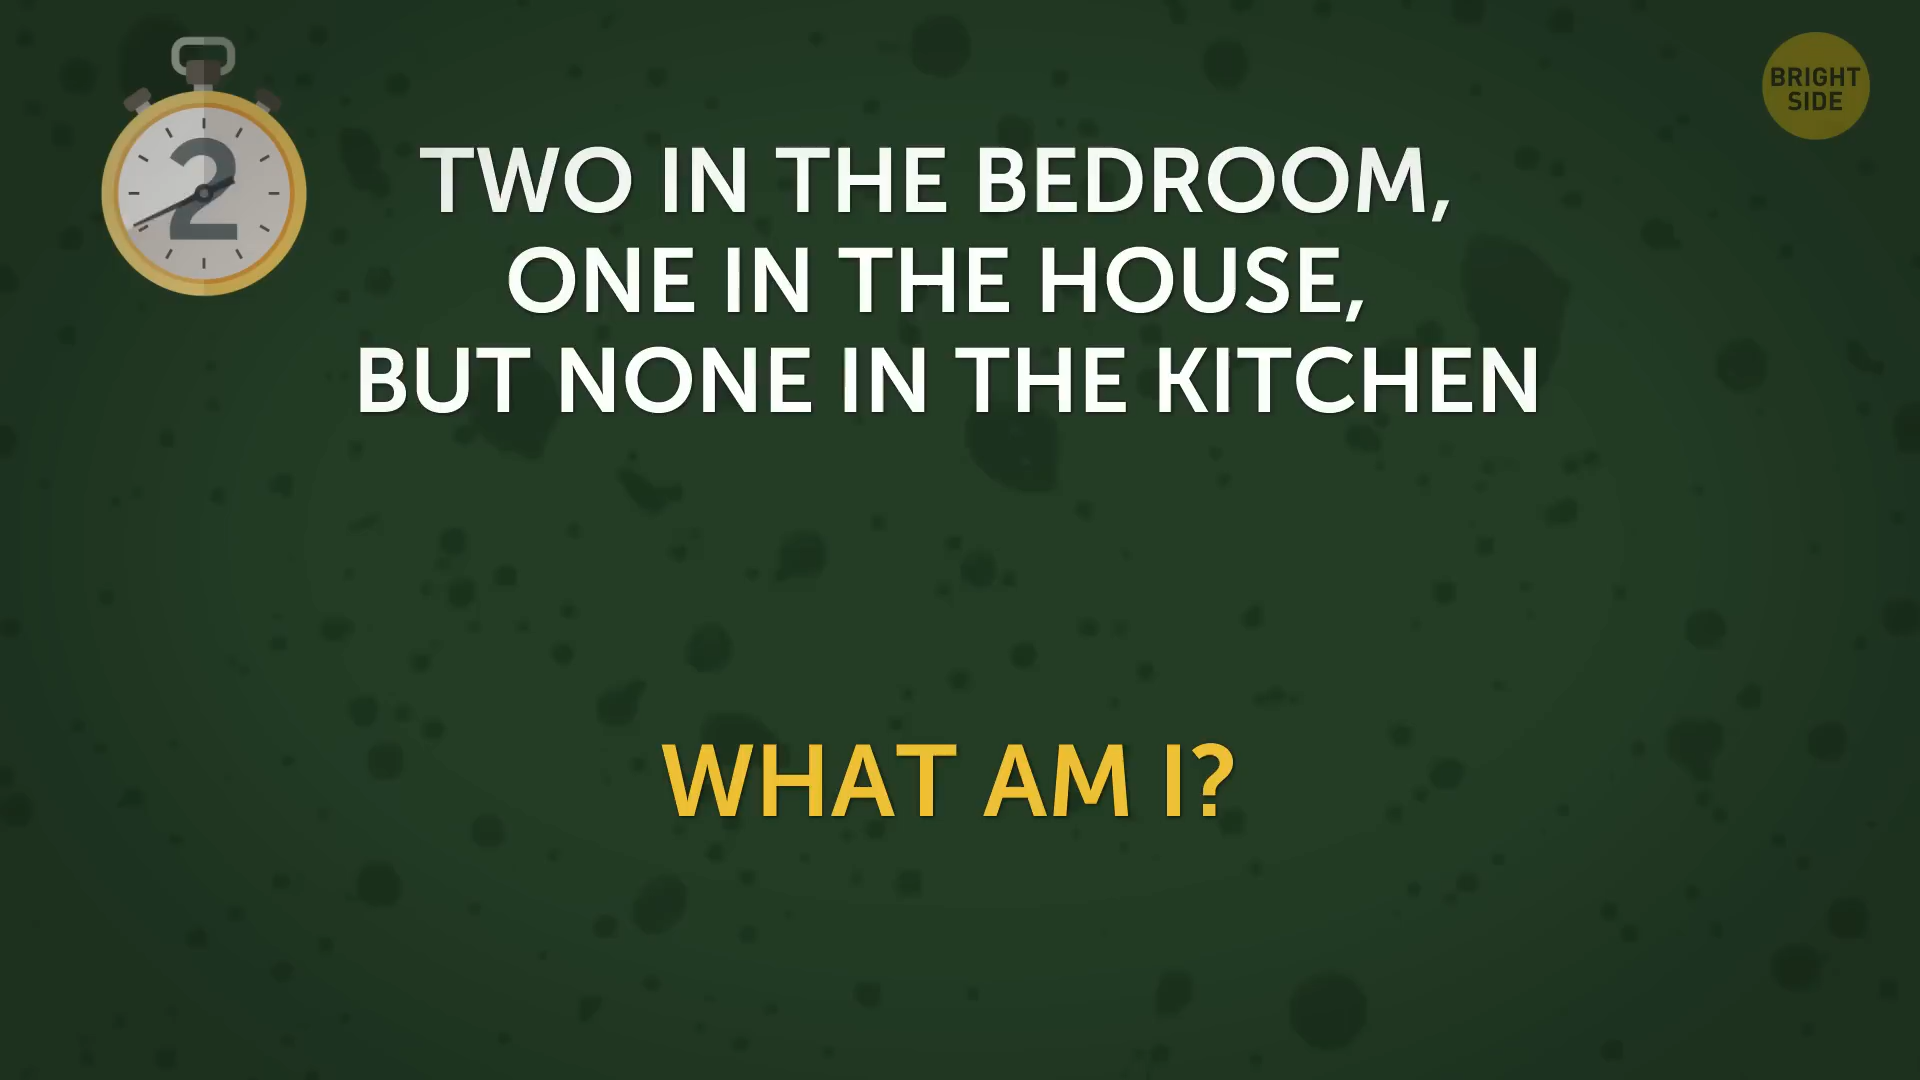 BRIGHT
SIDE
2
TWO IN THE BEDROOM,
ONE IN THE HOUSE,
BUT NONE IN THE KITCHEN
WHAT AM I?